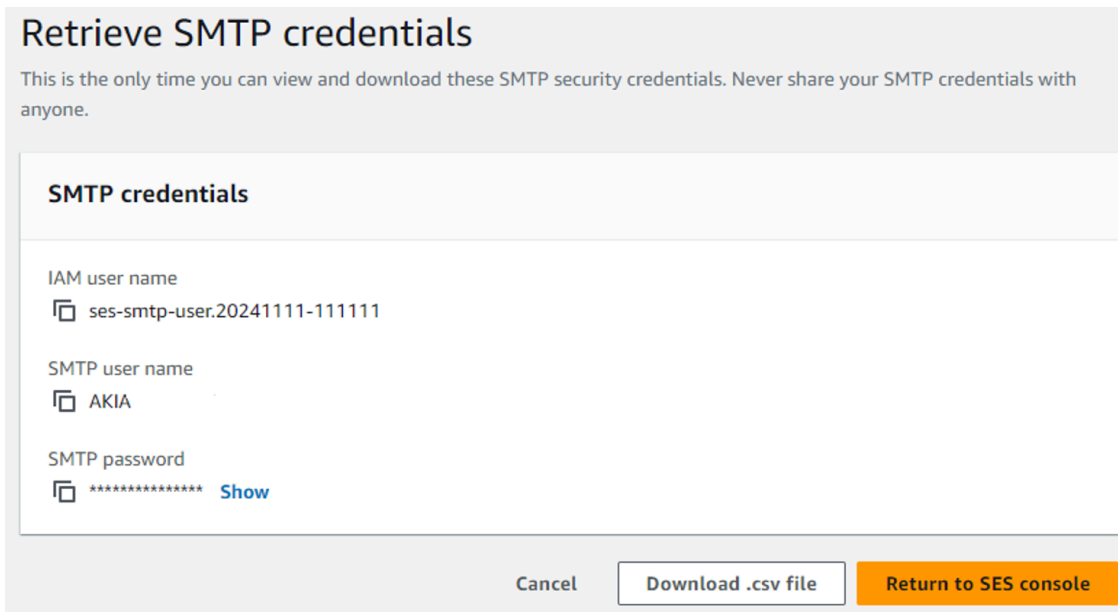 Retrieve SMTP credentials
This is the only time you can view and download these SMTP security credentials. Never share your SMTP credentials with
anyone.
SMTP credentials
IAM user name
ses-smtp-user.20241111-111111
SMTP user name
AKIA
SMTP password
*************** Show
Cancel Download .csv file Return to SES console